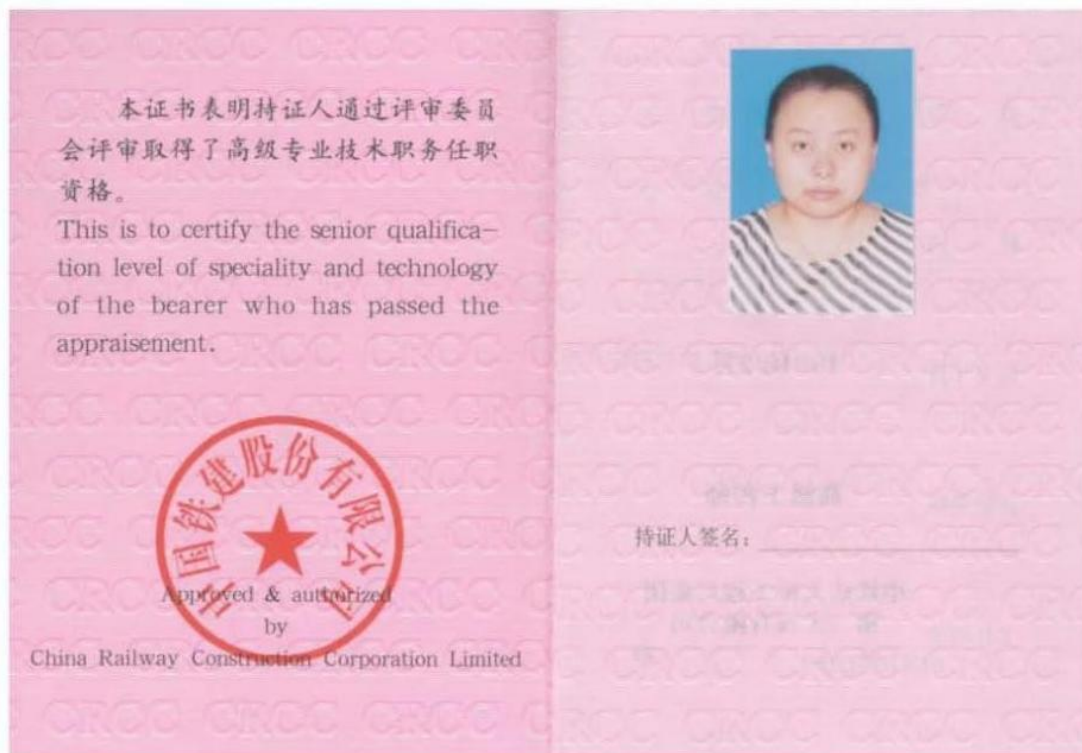 本证书表明持证人通过评审委员
会评审取得了高级专业技术职务任职
资格。
This is to certify the senior qualifica-
tion level of speciality and technology
of the bearer who has passed the
appraisement.
中国铁建股份有限公司
Approved & authorized
by
China Railway Construction Corporation Limited
持证人签名：
CRCC